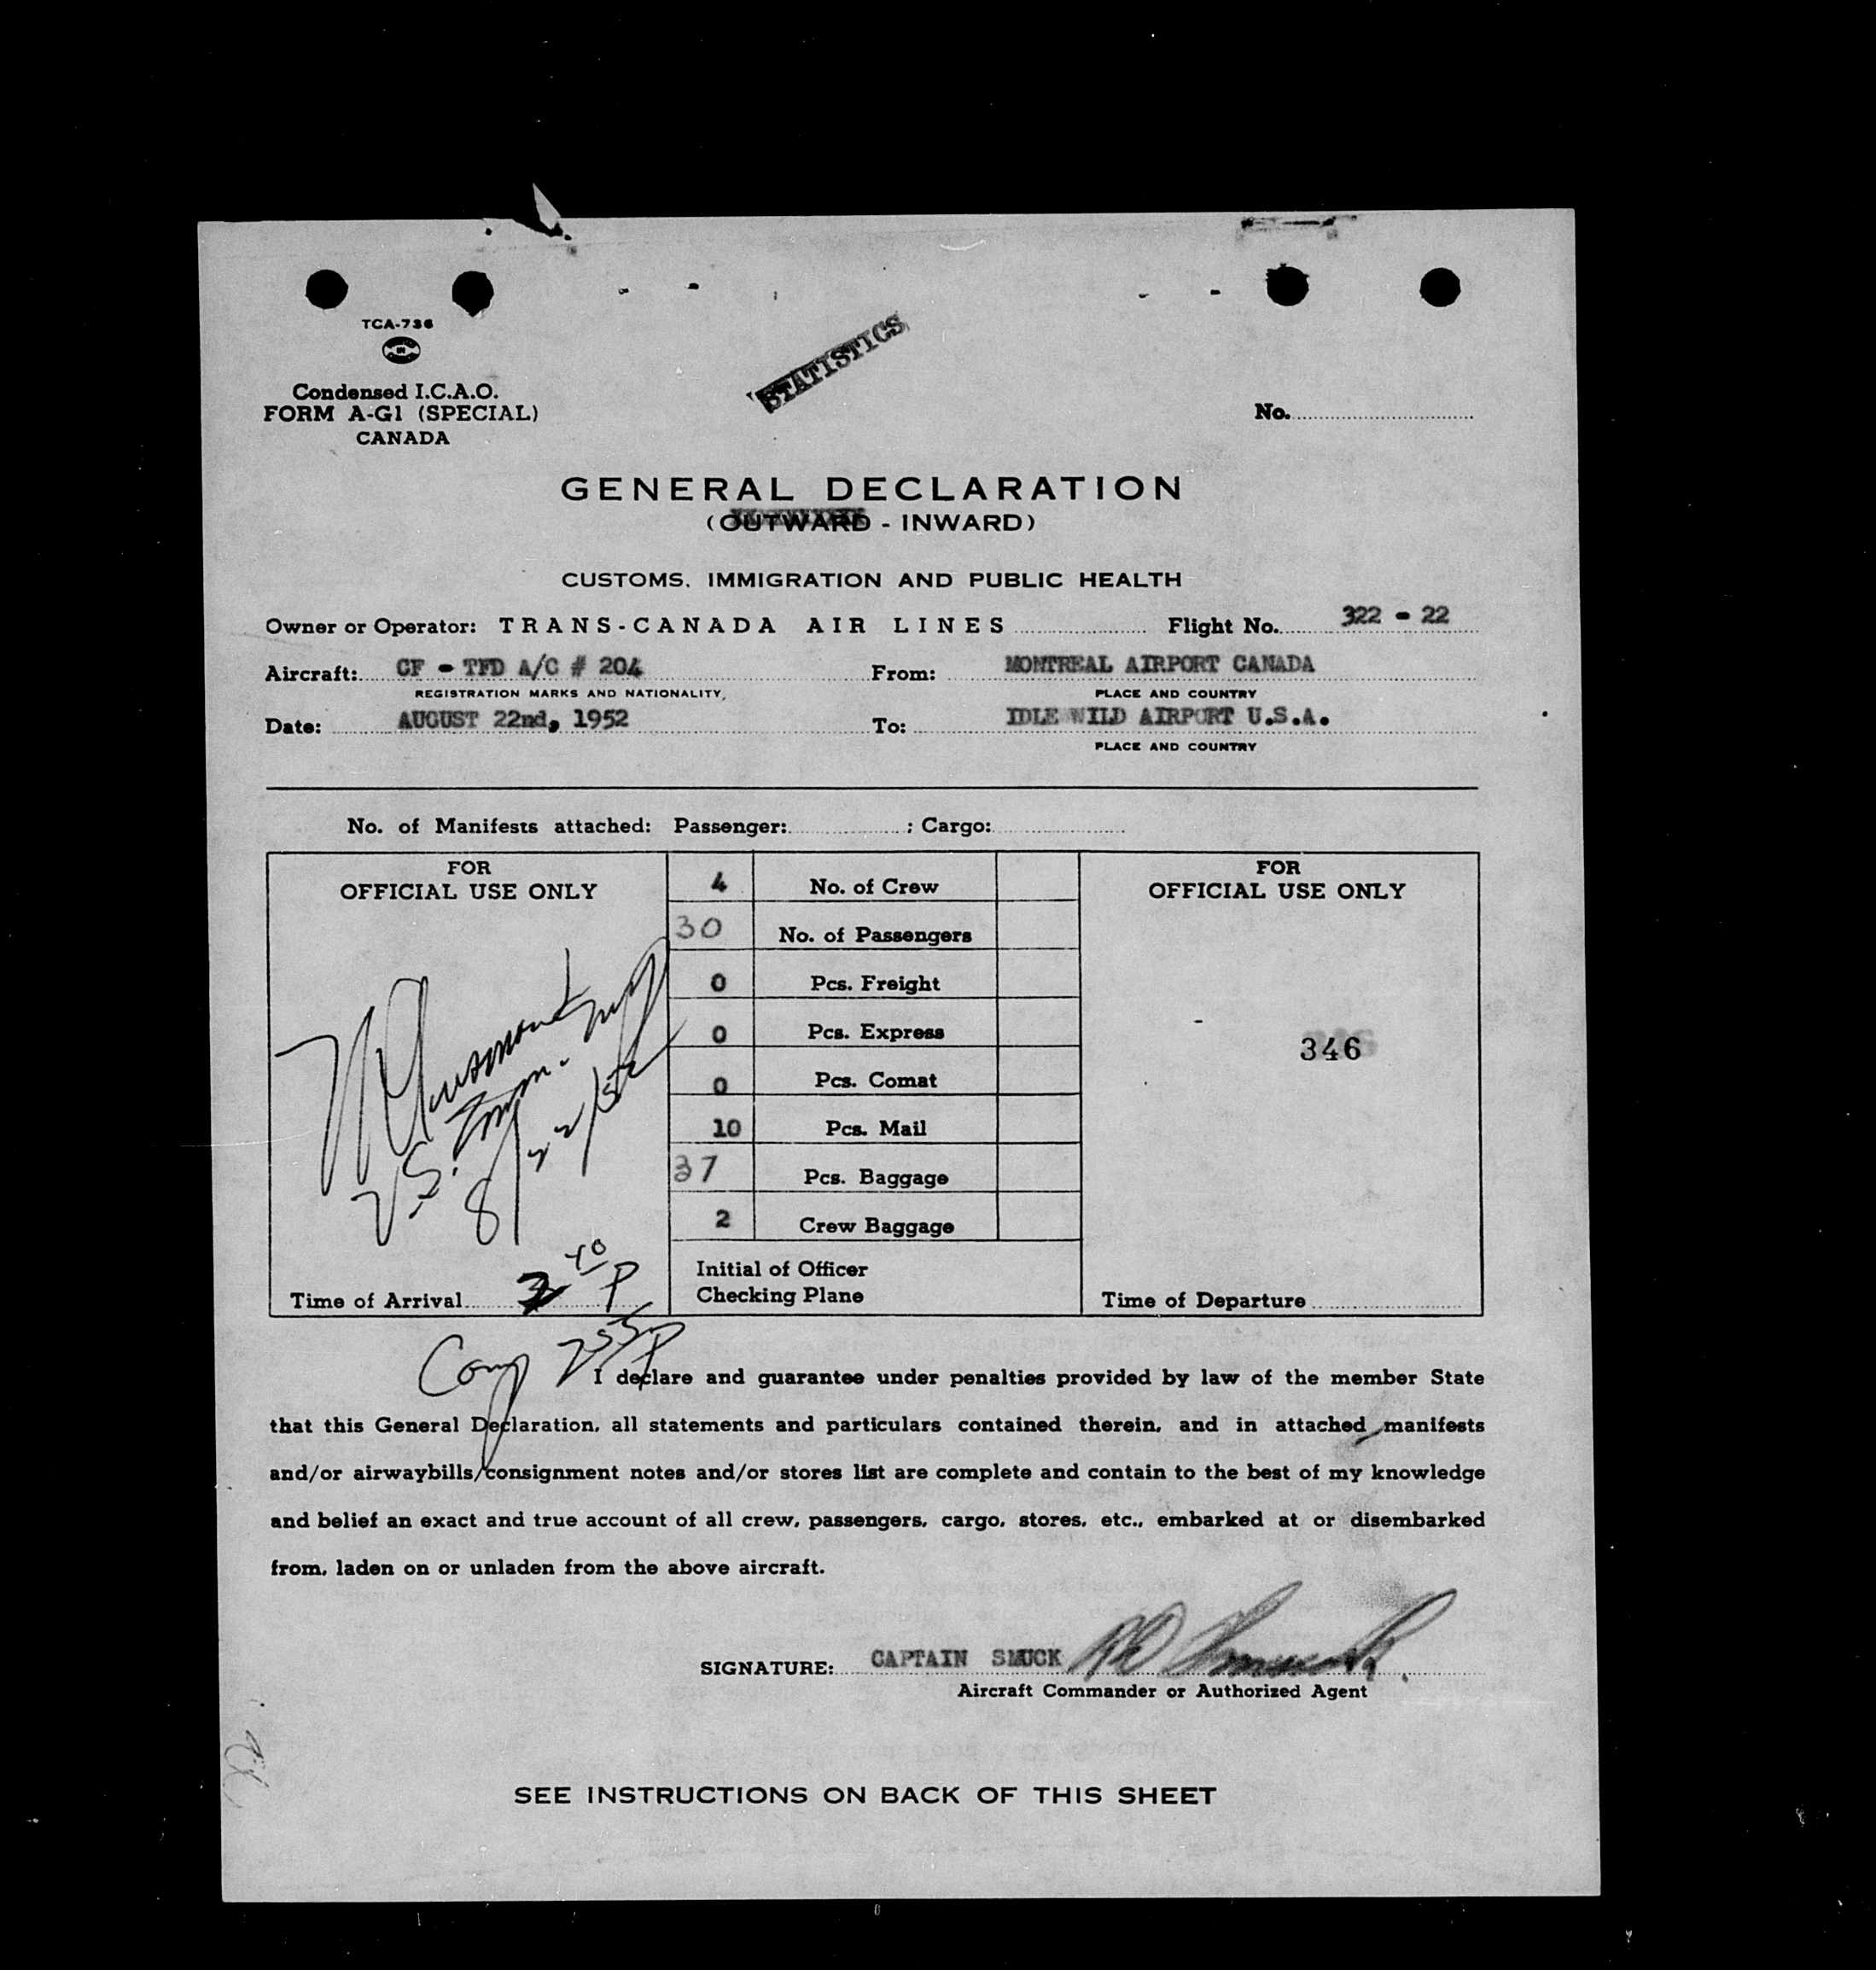 TCA-736
Condensed I.C.A.O.
FORM A-G1 (SPECIAL)
CANADA
STATISTICS
No.
GENERAL DECLARATION
(OUTWARD - INWARD)
CUSTOMS, IMMIGRATION AND PUBLIC HEALTH
Owner or Operator: TRANS-CANADA AIR LINES Flight No. 322 - 22
Aircraft: CF - TFD A/C # 204 From: MONTREAL AIRPORT CANADA
REGISTRATION MARKS AND NATIONALITY, PLACE AND COUNTRY
Date: AUGUST 22nd, 1952 To: IDLE WILD AIRPORT U.S.A.
PLACE AND COUNTRY
No. of Manifests attached: Passenger: ; Cargo:
FOR
OFFICIAL USE ONLY
U.S. Imm.
8/22/52
Time of Arrival 2 40 P
4 No. of Crew
30 No. of Passengers
0 Pcs. Freight
0 Pcs. Express
0 Pcs. Comat
10 Pcs. Mail
37 Pcs. Baggage
2 Crew Baggage
Initial of Officer
Checking Plane
FOR
OFFICIAL USE ONLY
346
Time of Departure
Comp 255 P
I declare and guarantee under penalties provided by law of the member State
that this General Declaration, all statements and particulars contained therein, and in attached manifests
and/or airwaybills/consignment notes and/or stores list are complete and contain to the best of my knowledge
and belief an exact and true account of all crew, passengers, cargo, stores, etc., embarked at or disembarked
from, laden on or unladen from the above aircraft.
SIGNATURE: CAPTAIN SMUCK
Aircraft Commander or Authorized Agent
SEE INSTRUCTIONS ON BACK OF THIS SHEET